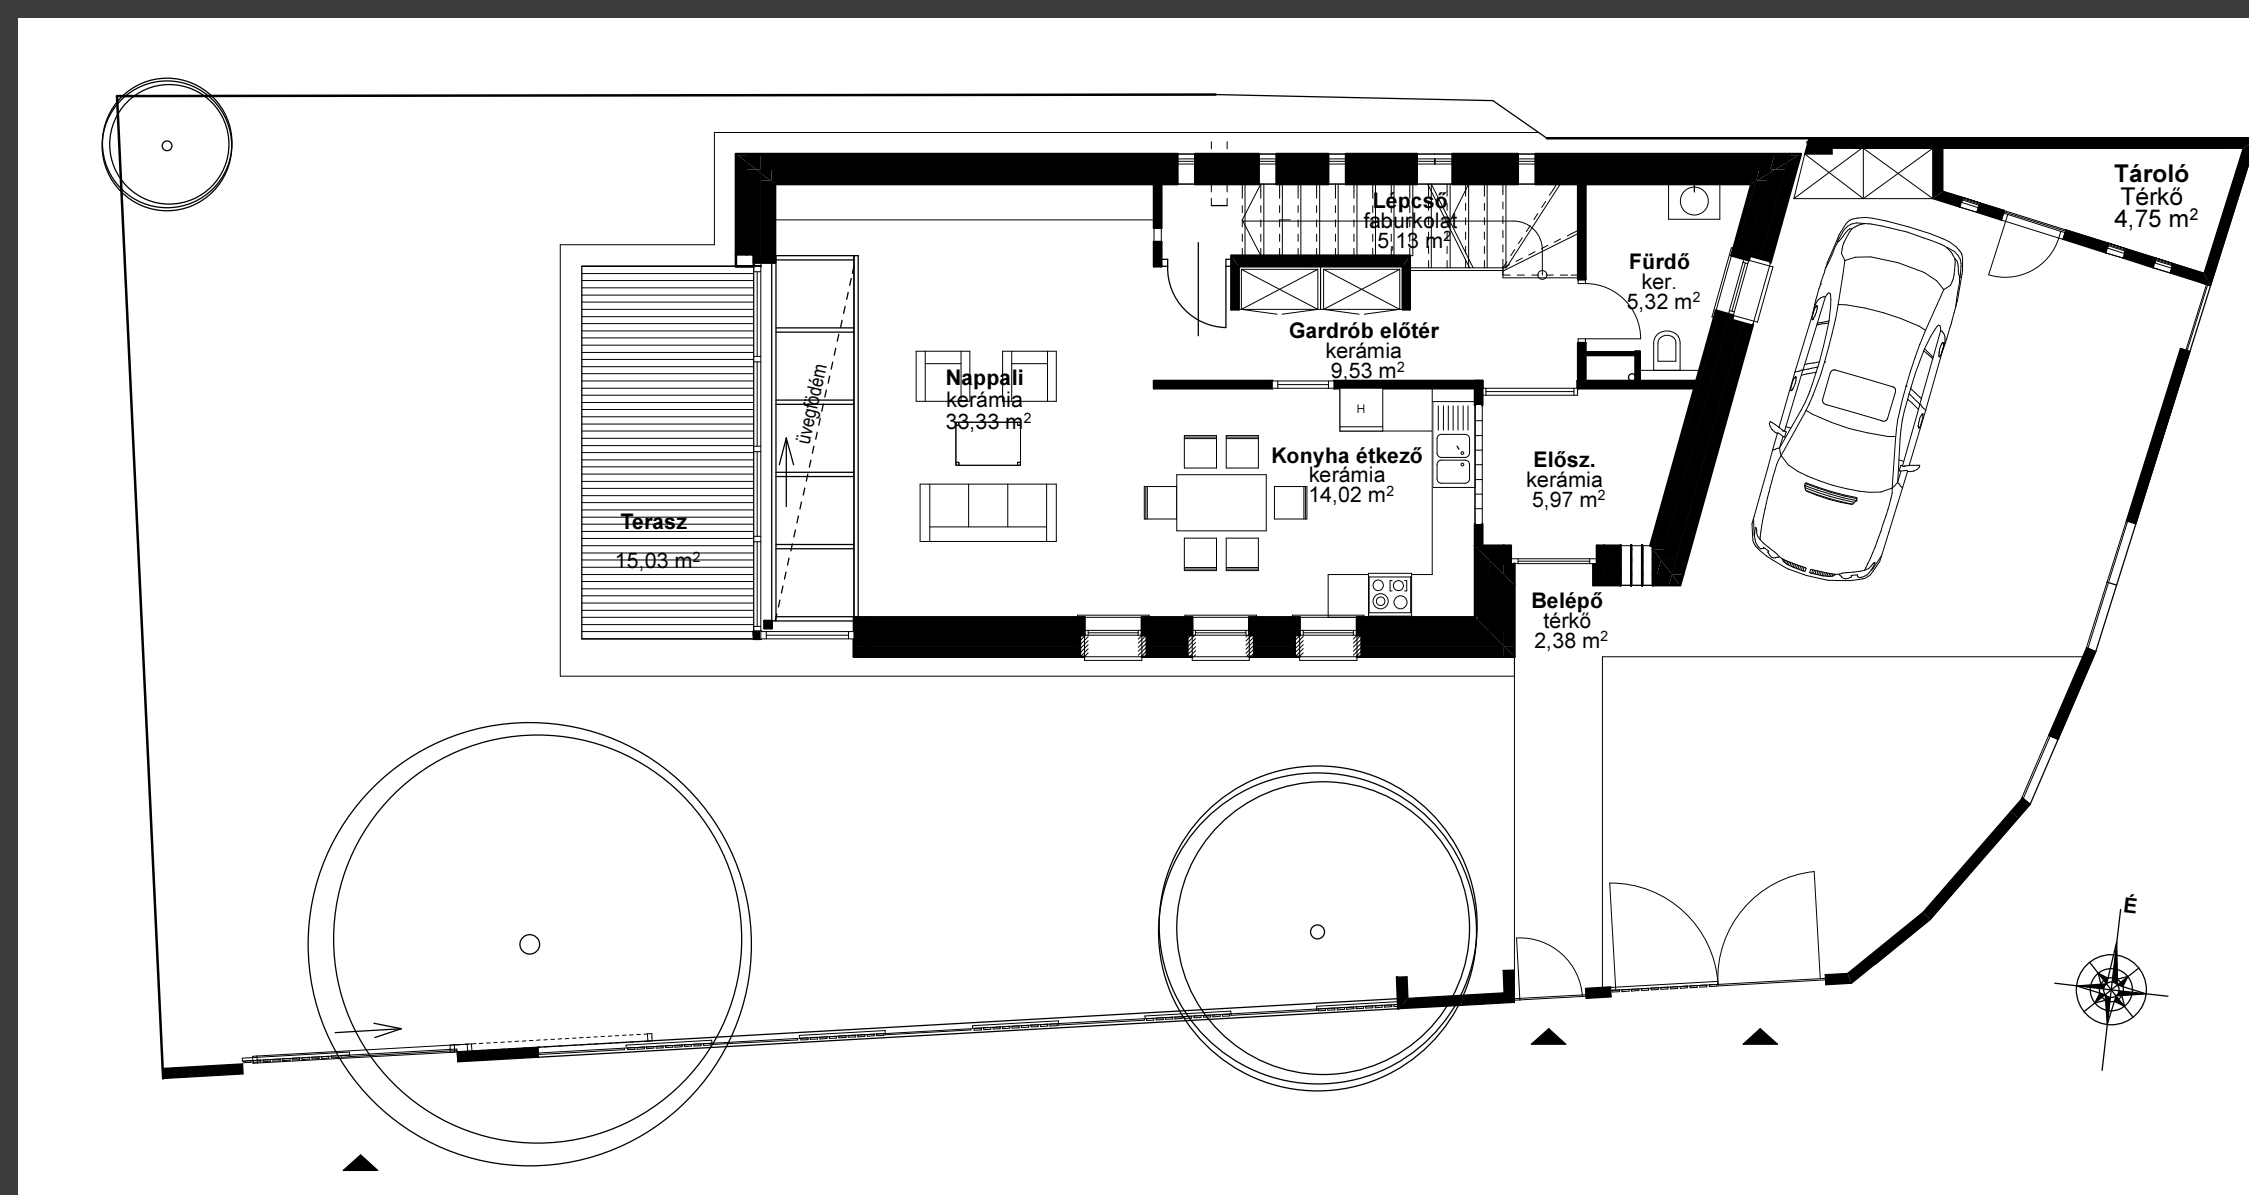 Tároló
Térkő
4,75 m²
Lépcső
faburkolat
5,13 m²
Fürdő
ker.
5,32 m²
Gardrób előtér
kerámia
9,53 m²
Nappali
kerámia
33,33 m²
üvegfödém
H
Konyha étkező
kerámia
14,02 m²
Elősz.
kerámia
5,97 m²
Terasz
15,03 m²
Belépő
térkő
2,38 m²
É